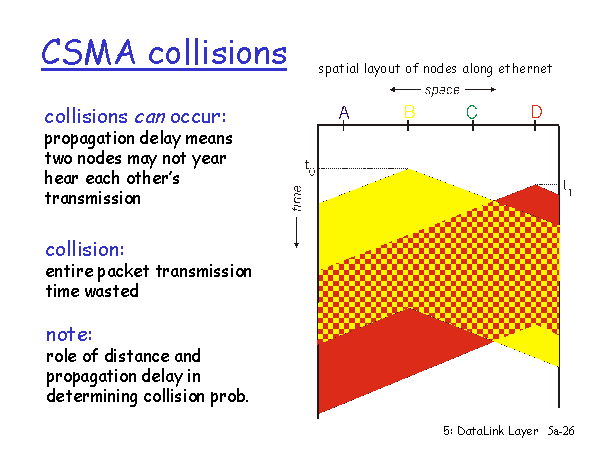 CSMA collisions
collisions can occur:
propagation delay means
two nodes may not year
hear each other's
transmission
collision:
entire packet transmission
time wasted
note:
role of distance and
propagation delay in
determining collision prob.
spatial layout of nodes along ethernet
space
A B C D
t0
t1
time
5: DataLink Layer 5a-26